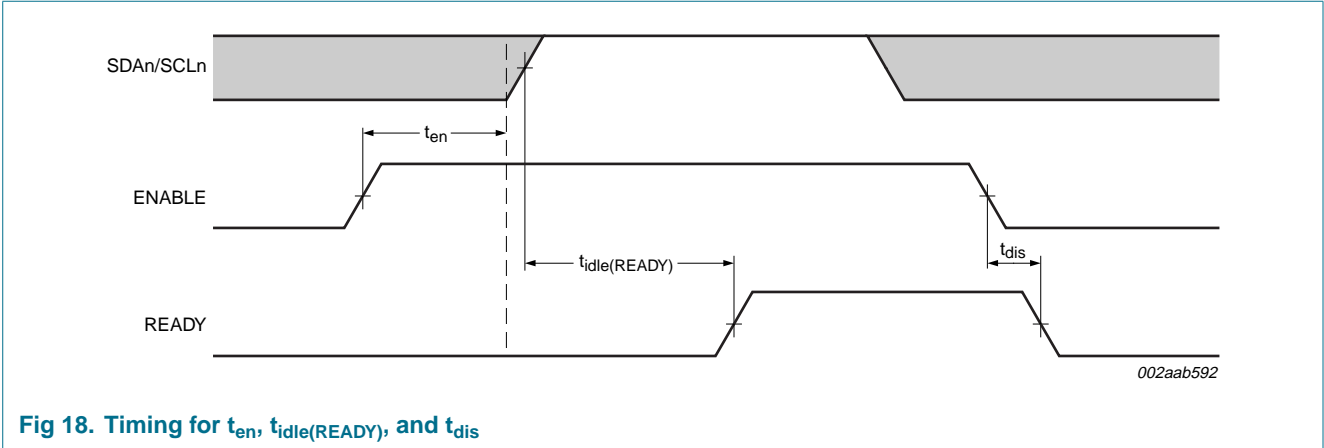 SDAn/SCLn
ten
ENABLE
tdis
tidle(READY)
READY
002aab592
Fig 18. Timing for ten, tidle(READY), and tdis